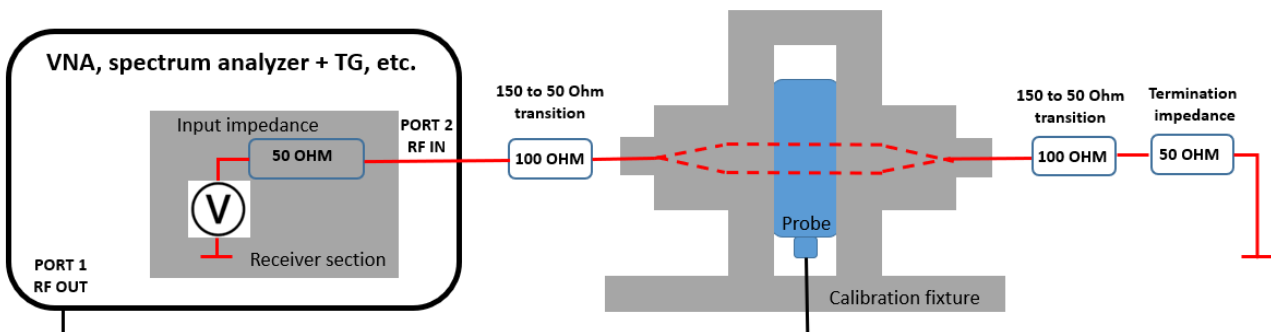 VNA, spectrum analyzer + TG, etc.
Input impedance
50 OHM
PORT 2
RF IN
V
Receiver section
PORT 1
RF OUT
150 to 50 Ohm
transition
100 OHM
Probe
Calibration fixture
150 to 50 Ohm
transition
100 OHM
Termination
impedance
50 OHM